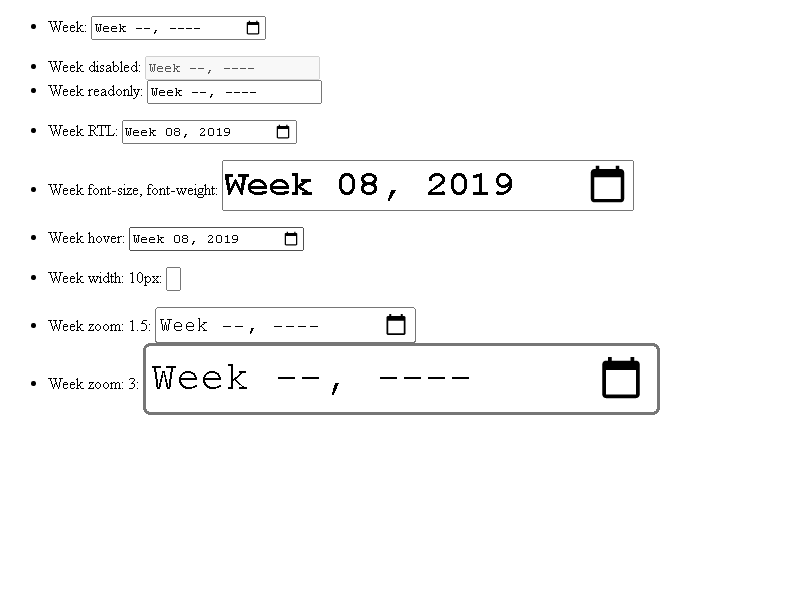 Week: Week --, ----
Week disabled: Week --, ----
Week readonly: Week --, ----
Week RTL: Week 08, 2019
Week font-size, font-weight: Week 08, 2019
Week hover: Week 08, 2019
Week width: 10px:
Week zoom: 1.5: Week --, ----
Week zoom: 3: Week --, ----